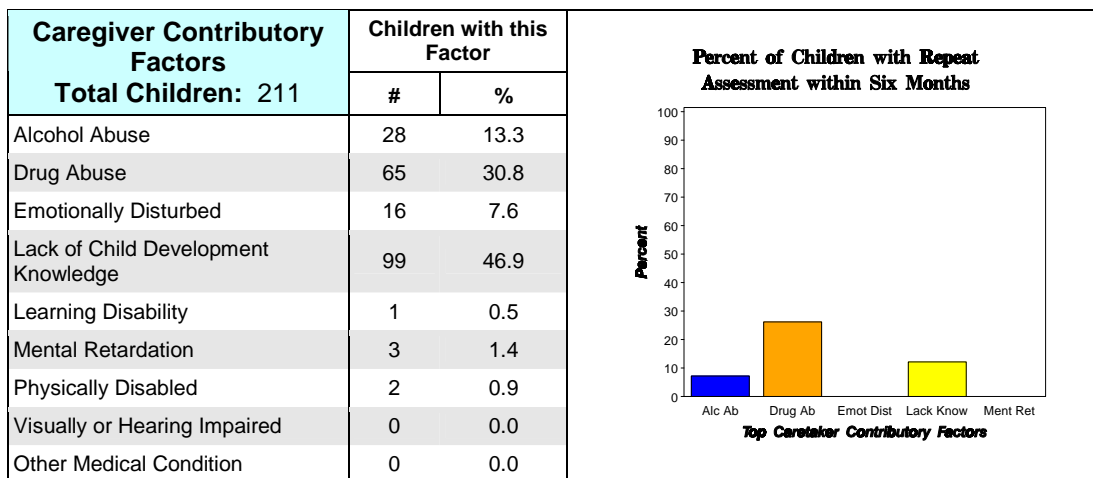 Caregiver Contributory
Factors
Total Children: 211
Children with this
Factor
# %
Alcohol Abuse 28 13.3
Drug Abuse 65 30.8
Emotionally Disturbed 16 7.6
Lack of Child Development
Knowledge 99 46.9
Learning Disability 1 0.5
Mental Retardation 3 1.4
Physically Disabled 2 0.9
Visually or Hearing Impaired 0 0.0
Other Medical Condition 0 0.0
Percent of Children with Repeat
Assessment within Six Months
100
90
80
70
60
50
40
30
20
10
0
Percent
Alc Ab Drug Ab Emot Dist Lack Know Ment Ret
Top Caretaker Contributory Factors